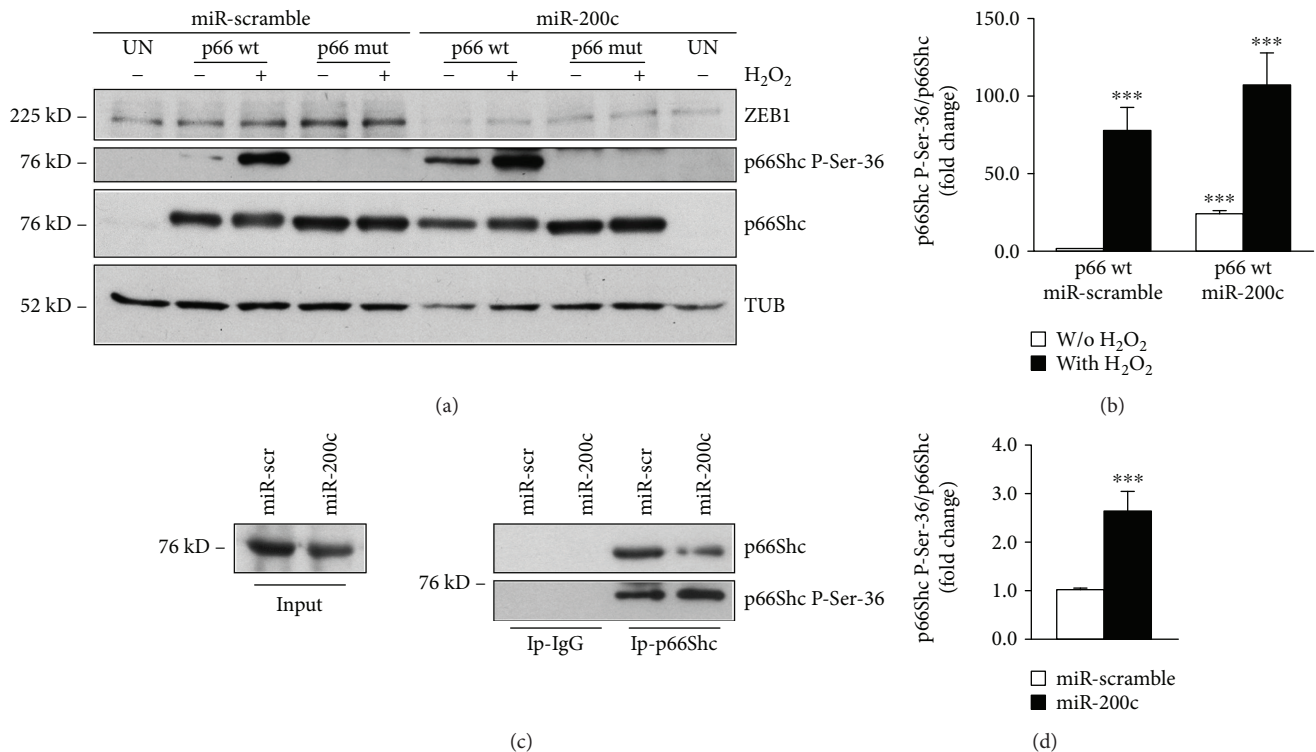 miR-scramble miR-200c
UN p66 wt p66 mut p66 wt p66 mut UN
– – + – + – + – + – H₂O₂
225 kD – ZEB1
76 kD – p66Shc P-Ser-36
76 kD – p66Shc
52 kD – TUB
(a)
p66Shc P-Ser-36/p66Shc
(fold change)
150.0
100.0
50.0
0.0
***
***
***
p66 wt
miR-scramble
p66 wt
miR-200c
W/o H₂O₂
With H₂O₂
(b)
miR-scr
miR-200c
76 kD –
Input
miR-scr
miR-200c
miR-scr
miR-200c
p66Shc
76 kD –
p66Shc P-Ser-36
Ip-IgG Ip-p66Shc
(c)
p66Shc P-Ser-36/p66Shc
(fold change)
4.0
3.0
2.0
1.0
0.0
***
miR-scramble
miR-200c
(d)